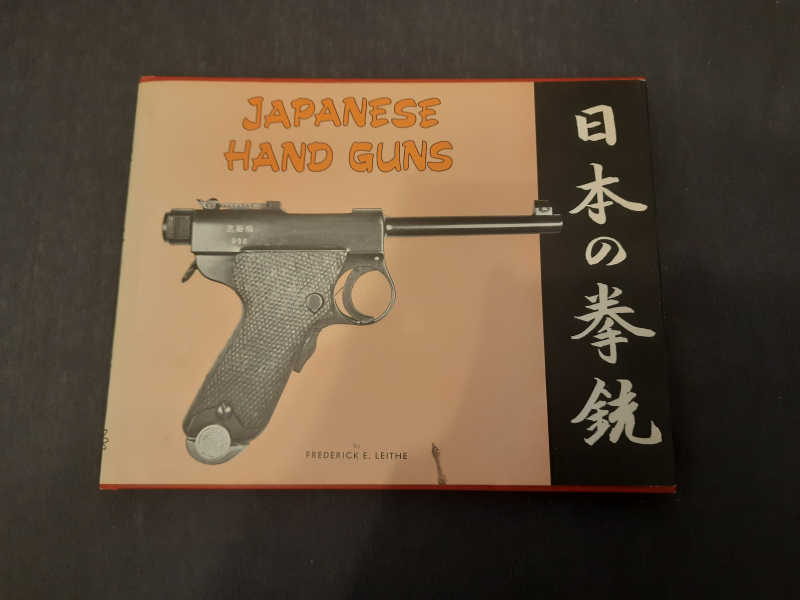 JAPANESE
HAND GUNS
by
FREDERICK E. LEITHE
日本の拳銃